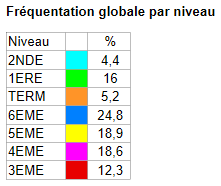 Fréquentation globale par niveau
Niveau %
2NDE 4,4
1ERE 16
TERM 5,2
6EME 24,8
5EME 18,9
4EME 18,6
3EME 12,3